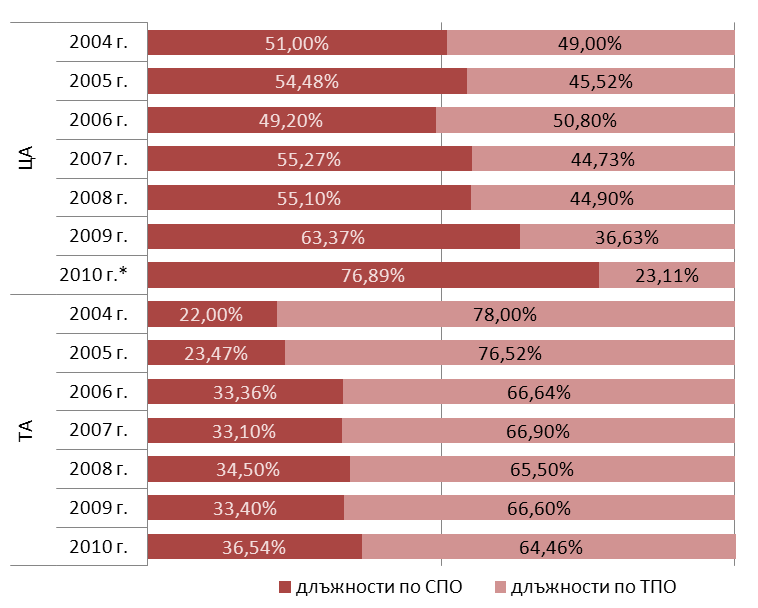 ЦА
2004 г. 51,00% 49,00%
2005 г. 54,48% 45,52%
2006 г. 49,20% 50,80%
2007 г. 55,27% 44,73%
2008 г. 55,10% 44,90%
2009 г. 63,37% 36,63%
2010 г.* 76,89% 23,11%
ТА
2004 г. 22,00% 78,00%
2005 г. 23,47% 76,52%
2006 г. 33,36% 66,64%
2007 г. 33,10% 66,90%
2008 г. 34,50% 65,50%
2009 г. 33,40% 66,60%
2010 г. 36,54% 64,46%
длъжности по СПО длъжности по ТПО